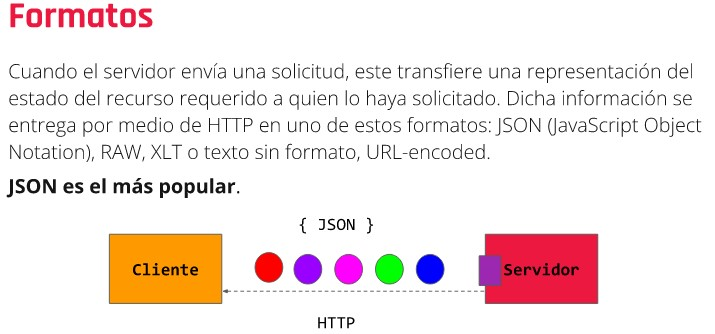 Formatos
Cuando el servidor envía una solicitud, este transfiere una representación del
estado del recurso requerido a quien lo haya solicitado. Dicha información se
entrega por medio de HTTP en uno de estos formatos: JSON (JavaScript Object
Notation), RAW, XLT o texto sin formato, URL-encoded.
JSON es el más popular.
{ JSON }
Cliente
Servidor
HTTP